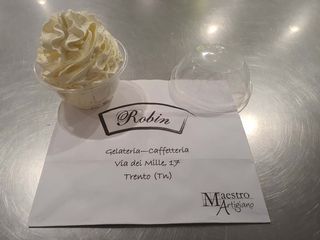 Robin
Gelateria—Caffetteria
Via dei Mille, 17
Trento (Tn)
Maestro
Artigiano